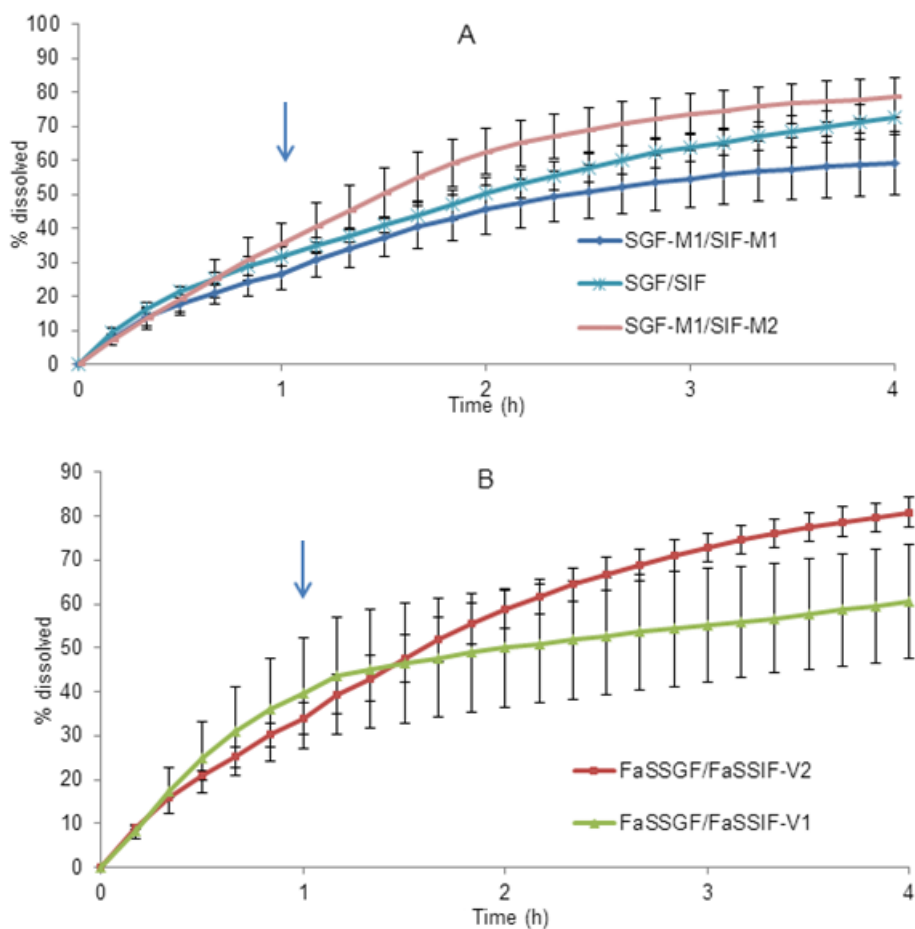 A
100
90
80
70
60
50
40
30
20
10
0
% dissolved
SGF-M1/SIF-M1
SGF/SIF
SGF-M1/SIF-M2
0 1 2 3 4
Time (h)
B
90
80
70
60
50
40
30
20
10
0
% dissolved
FaSSGF/FaSSIF-V2
FaSSGF/FaSSIF-V1
0 1 2 3 4
Time (h)